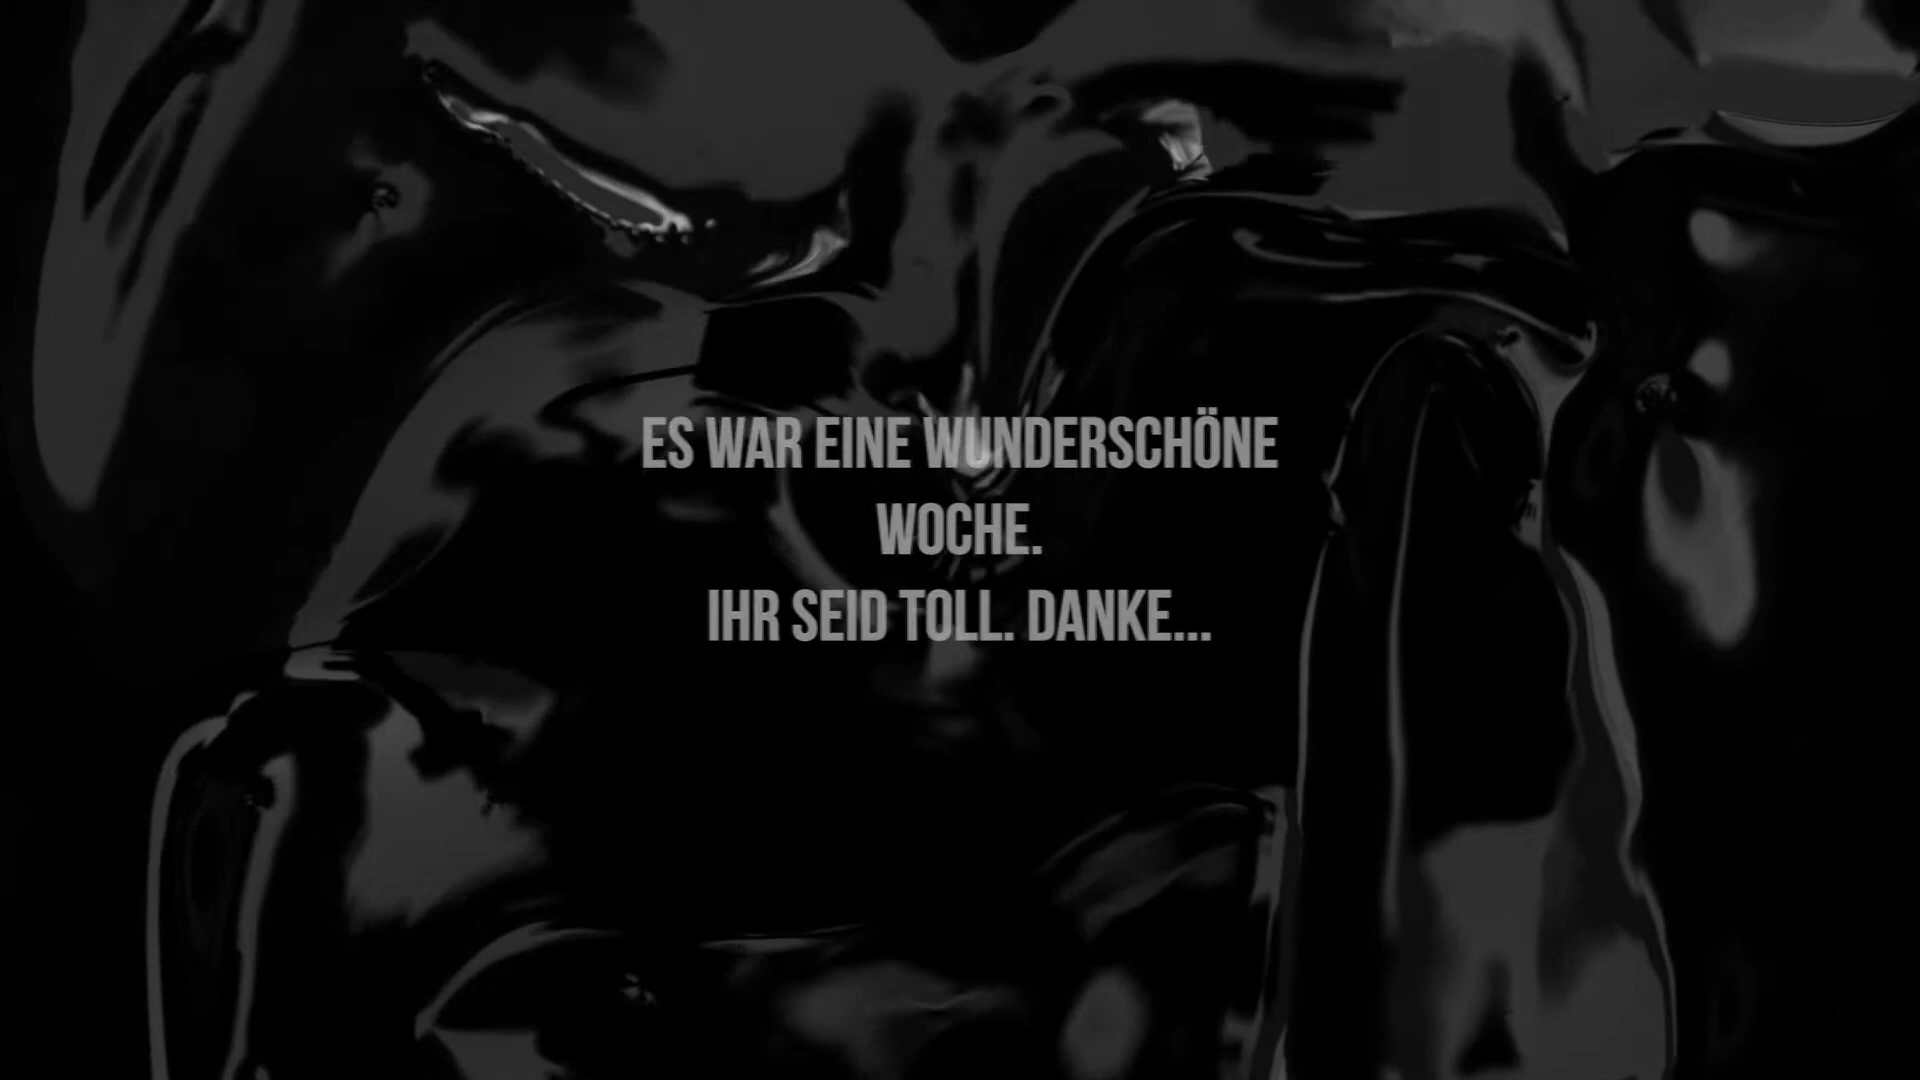 ES WAR EINE WUNDERSCHÖNE
WOCHE.
IHR SEID TOLL. DANKE...